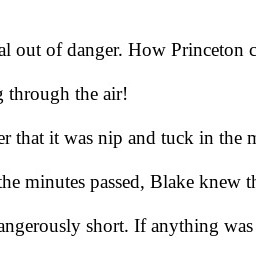 al out of danger. How Princeton c
g through the air!
er that it was nip and tuck in the m
the minutes passed, Blake knew th
angerously short. If anything was